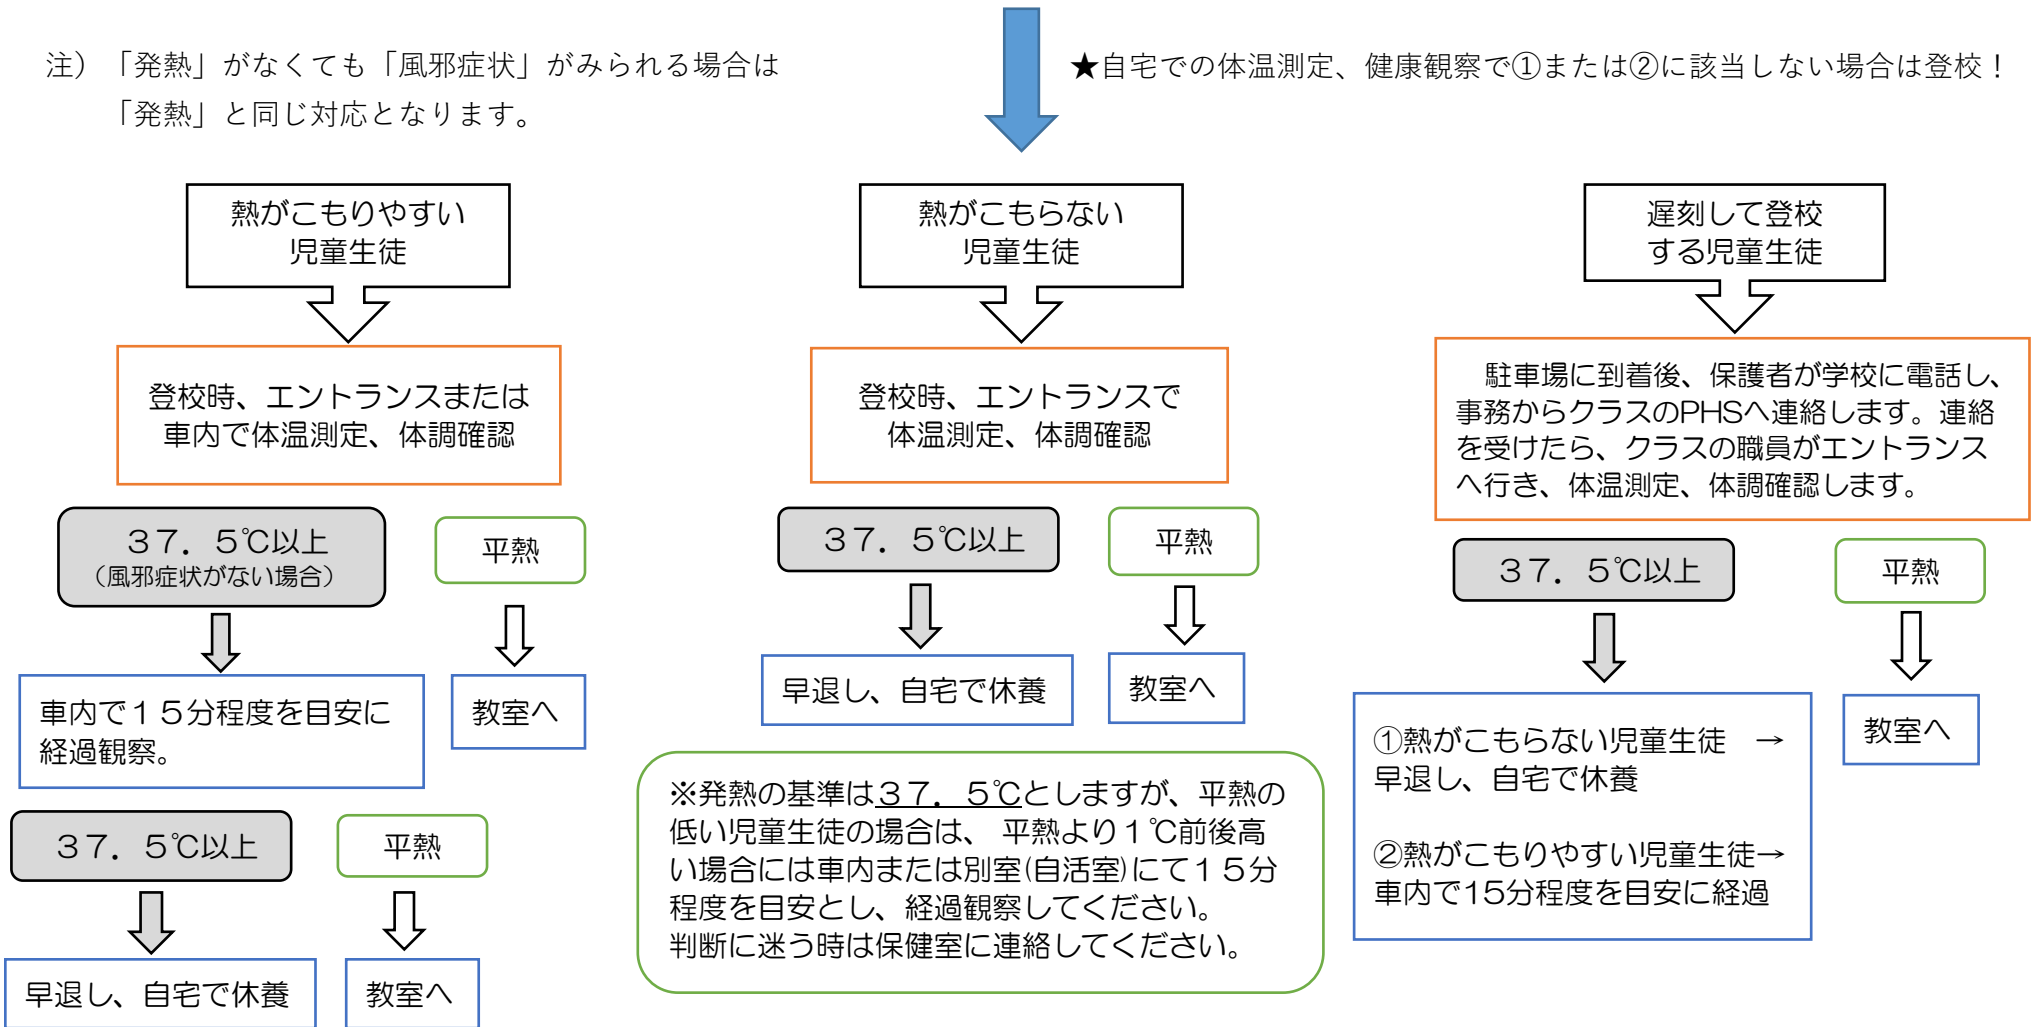 注）「発熱」がなくても「風邪症状」がみられる場合は
「発熱」と同じ対応となります。
★自宅での体温測定、健康観察で①または②に該当しない場合は登校！
熱がこもりやすい
児童生徒
登校時、エントランスまたは
車内で体温測定、体調確認
３７．５℃以上
（風邪症状がない場合）
平熱
車内で１５分程度を目安に
経過観察。
教室へ
３７．５℃以上
平熱
早退し、自宅で休養
教室へ
熱がこもらない
児童生徒
登校時、エントランスで
体温測定、体調確認
３７．５℃以上
平熱
早退し、自宅で休養
教室へ
※発熱の基準は３７．５℃としますが、平熱の
低い児童生徒の場合は、 平熱より１℃前後高
い場合には車内または別室(自活室)にて１５分
程度を目安とし、経過観察してください。
判断に迷う時は保健室に連絡してください。
遅刻して登校
する児童生徒
駐車場に到着後、保護者が学校に電話し、
事務からクラスのPHSへ連絡します。連絡
を受けたら、クラスの職員がエントランス
へ行き、体温測定、体調確認します。
３７．５℃以上
平熱
①熱がこもらない児童生徒　→
早退し、自宅で休養
②熱がこもりやすい児童生徒→
車内で15分程度を目安に経過
教室へ